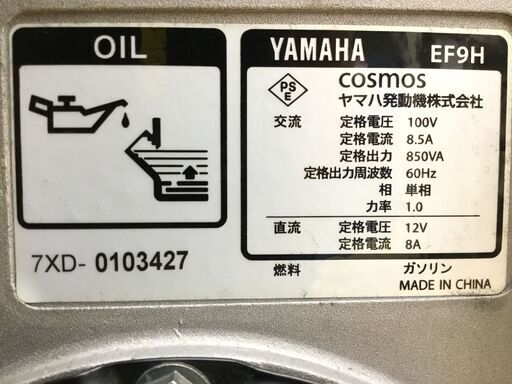 OIL
7XD- 0103427
YAMAHA EF9H
PS
E
cosmos
ヤマハ発動機株式会社
交流 定格電圧 100V
定格電流 8.5A
定格出力 850VA
定格出力周波数 60Hz
相 単相
力率 1.0
直流 定格電圧 12V
定格電流 8A
燃料 ガソリン
MADE IN CHINA